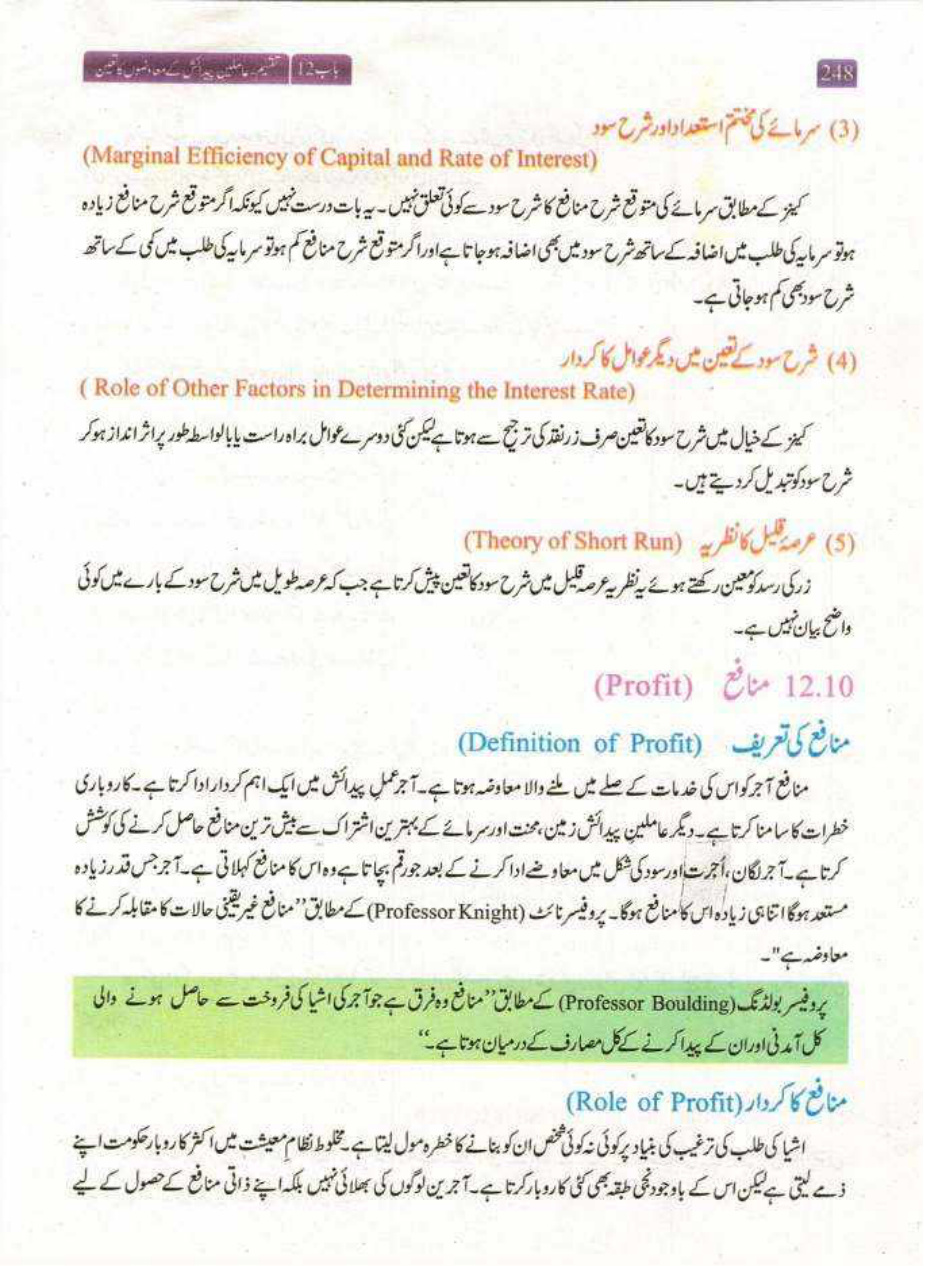 باب 12 تقسیم۔ عاملین پیدائش کے معاوضوں کا تعین
248
(3) سرمائے کی مختتم استعداد اور شرح سود
(Marginal Efficiency of Capital and Rate of Interest)
کینز کے مطابق سرمائے کی متوقع شرح منافع کا شرح سود سے کوئی تعلق نہیں۔ یہ بات درست نہیں کیونکہ اگر متوقع شرح منافع زیادہ
ہو تو سرمایہ کی طلب میں اضافہ کے ساتھ شرح سود میں بھی اضافہ ہو جاتا ہے اور اگر متوقع شرح منافع کم ہو تو سرمایہ کی طلب میں کمی کے ساتھ
شرح سود بھی کم ہو جاتی ہے۔
(4) شرح سود کے تعین میں دیگر عوامل کا کردار
( Role of Other Factors in Determining the Interest Rate)
کینز کے خیال میں شرح سود کا تعین صرف زرِ نقد کی ترجیح سے ہوتا ہے لیکن کئی دوسرے عوامل براہ راست یا بالواسطہ طور پر اثر انداز ہو کر
شرح سود کو تبدیل کر دیتے ہیں۔
(5) عرصۂ قلیل کا نظریہ (Theory of Short Run)
زر کی رسد کو معین رکھتے ہوئے یہ نظریہ عرصہ قلیل میں شرح سود کا تعین پیش کرتا ہے جب کہ عرصہ طویل میں شرح سود کے بارے میں کوئی
واضح بیان نہیں ہے۔
12.10 منافع (Profit)
منافع کی تعریف (Definition of Profit)
منافع آجر کو اس کی خدمات کے صلے میں ملنے والا معاوضہ ہوتا ہے۔ آجر عملِ پیدائش میں ایک اہم کردار ادا کرتا ہے۔ کاروباری
خطرات کا سامنا کرتا ہے۔ دیگر عاملینِ پیدائش زمین، محنت اور سرمائے کے بہترین اشتراک سے بیش ترین منافع حاصل کرنے کی کوشش
کرتا ہے۔ آجر لگان، اُجرت اور سود کی شکل میں معاوضے ادا کرنے کے بعد جو رقم بچاتا ہے وہ اس کا منافع کہلاتی ہے۔ آجر جس قدر زیادہ
مستعد ہوگا اتنا ہی زیادہ اس کا منافع ہوگا۔ پروفیسر نائٹ (Professor Knight) کے مطابق ’’منافع غیر یقینی حالات کا مقابلہ کرنے کا
معاوضہ ہے"۔
پروفیسر بولڈنگ (Professor Boulding) کے مطابق ’’منافع وہ فرق ہے جو آجر کی اشیا کی فروخت سے حاصل ہونے والی
کل آمدنی اور ان کے پیدا کرنے کے کل مصارف کے درمیان ہوتا ہے۔‘‘
منافع کا کردار (Role of Profit)
اشیا کی طلب کی ترغیب کی بنیاد پر کوئی نہ کوئی شخص ان کو بنانے کا خطرہ مول لیتا ہے۔ مخلوط نظامِ معیشت میں اکثر کاروبار حکومت اپنے
ذمے لیتی ہے لیکن اس کے باوجود نجی طبقہ بھی کئی کاروبار کرتا ہے۔ آجرین لوگوں کی بھلائی نہیں بلکہ اپنے ذاتی منافع کے حصول کے لیے